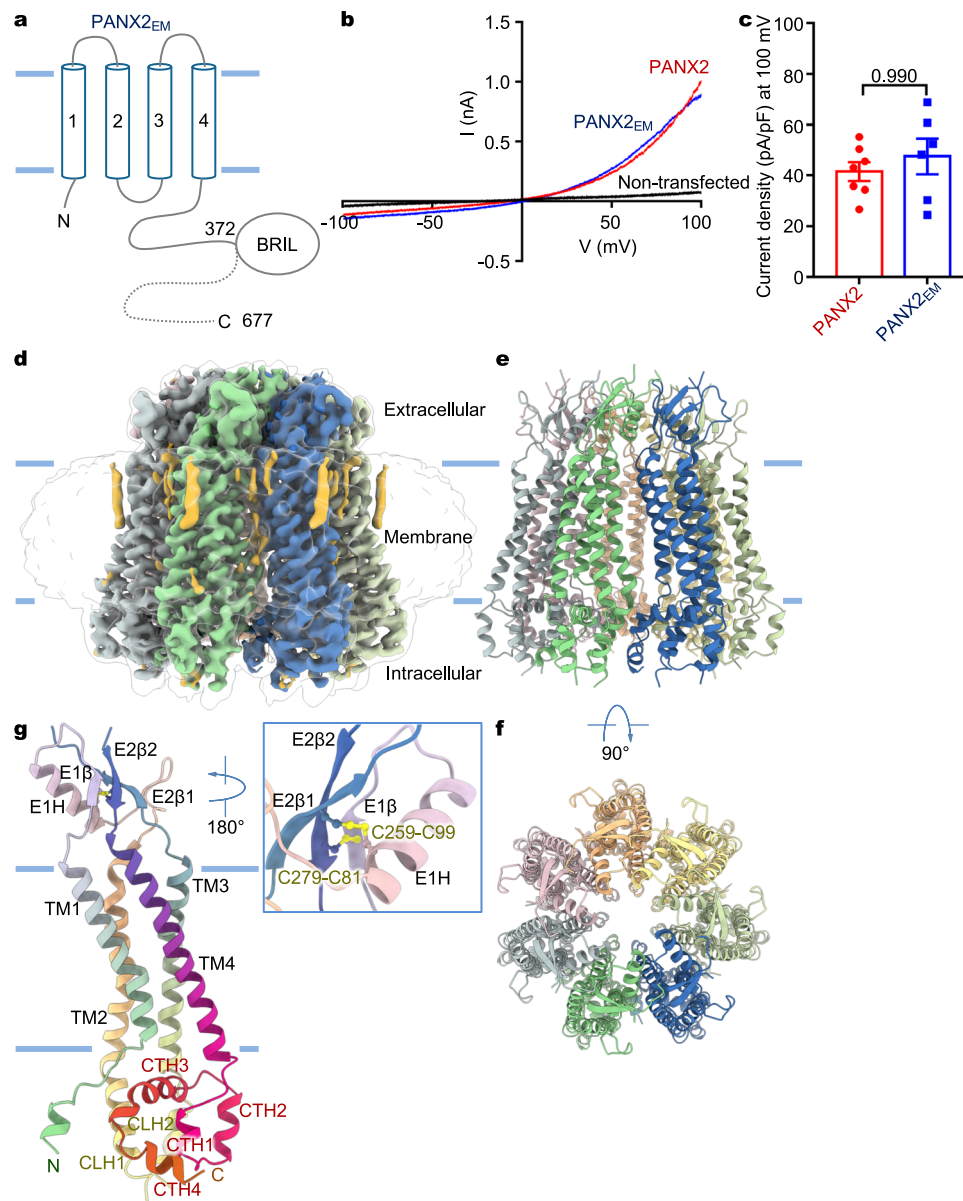 a
PANX2EM
1
2
3
4
N
372
BRIL
C 677
b
1.5
1.0
0.5
-0.5
I (nA)
PANX2
PANX2EM
Non-transfected
-100
-50
50
100
V (mV)
c
Current density (pA/pF) at 100 mV
100
80
60
40
20
0
0.990
PANX2
PANX2EM
d
Extracellular
Membrane
Intracellular
e
f
90°
g
E2β2
E1β
E2β1
E1H
180°
TM1
TM3
TM4
TM2
CTH3
CTH2
CLH2
CTH1
CLH1
N
C
CTH4
E2β2
E2β1
E1β
C259-C99
C279-C81
E1H